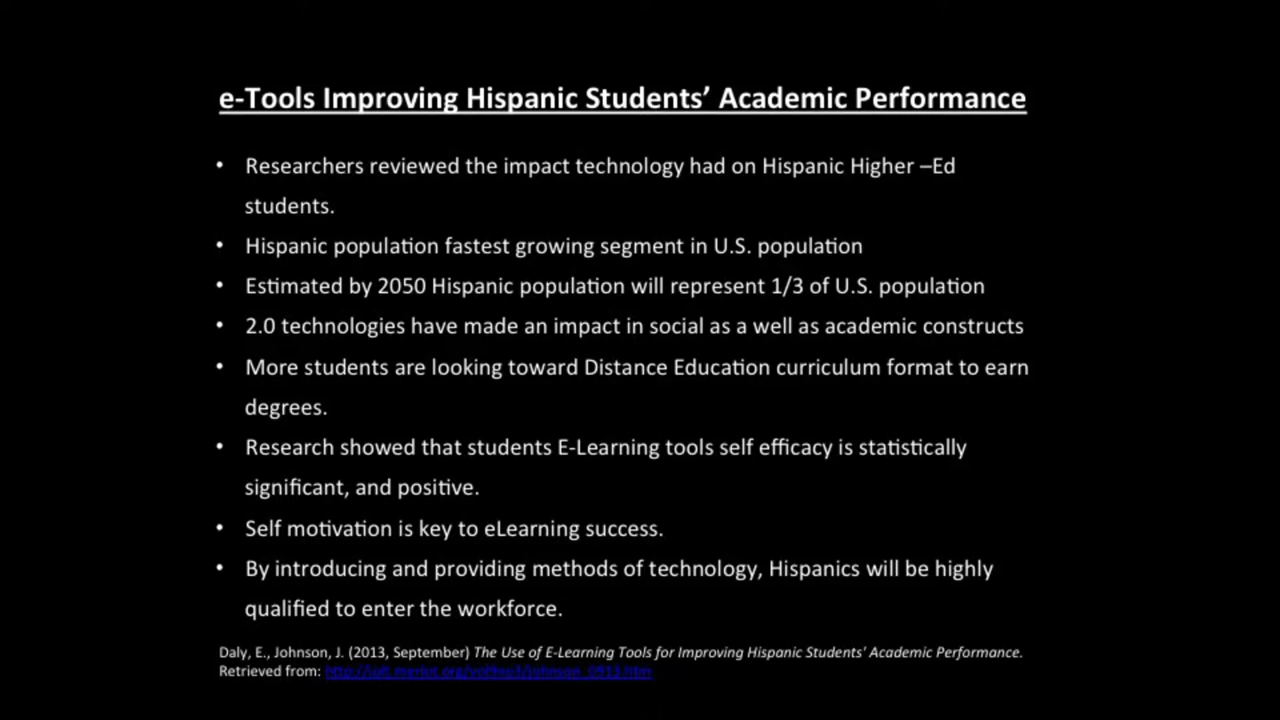 e-Tools Improving Hispanic Students’ Academic Performance
• Researchers reviewed the impact technology had on Hispanic Higher –Ed
students.
• Hispanic population fastest growing segment in U.S. population
• Estimated by 2050 Hispanic population will represent 1/3 of U.S. population
• 2.0 technologies have made an impact in social as a well as academic constructs
• More students are looking toward Distance Education curriculum format to earn
degrees.
• Research showed that students E-Learning tools self efficacy is statistically
significant, and positive.
• Self motivation is key to eLearning success.
• By introducing and providing methods of technology, Hispanics will be highly
qualified to enter the workforce.
Daly, E., Johnson, J. (2013, September) The Use of E-Learning Tools for Improving Hispanic Students' Academic Performance.
Retrieved from: